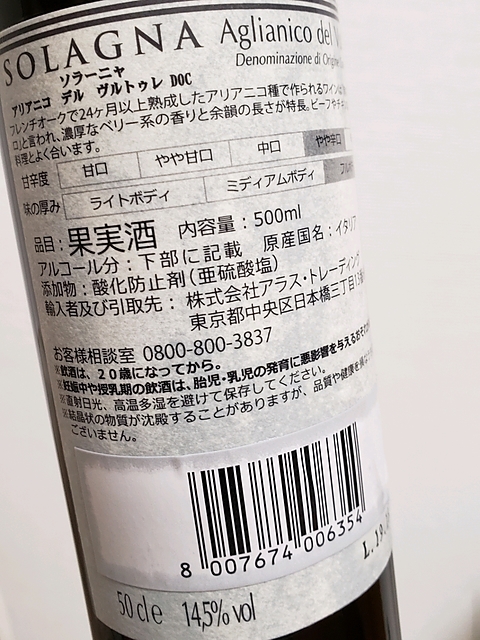 SOLAGNA Aglianico del
Denominazione di
ソラーニャ
アリアニコ デル ヴルトゥレ DOC
フレンチオークで24ヶ月以上熟成したアリアニコ種で作られるワイン
ロ」と言われ、濃厚なベリー系の香りと余韻の長さが特長。ビーフや
料理とよく合います。
甘辛度 甘口 やや甘口 中口 やや辛口
味の厚み ライトボディ ミディアムボディ フル
品目：果実酒 内容量：500ml
アルコール分：下部に記載 原産国名：イタリア
添加物：酸化防止剤(亜硫酸塩)
輸入者及び引取先： 株式会社アラス・トレーディング
東京都中央区日本橋三丁目
お客様相談室 0800-800-3837
※飲酒は、20歳になってから。
※妊娠中や授乳期の飲酒は、胎児・乳児の発育に悪影響を与える
※直射日光、高温多湿を避けて保存してください。
※結晶状の物質が沈殿することがありますが、品質や健康を
ございません。
8 007674 006354
L.19.
50 cl e 14,5% vol